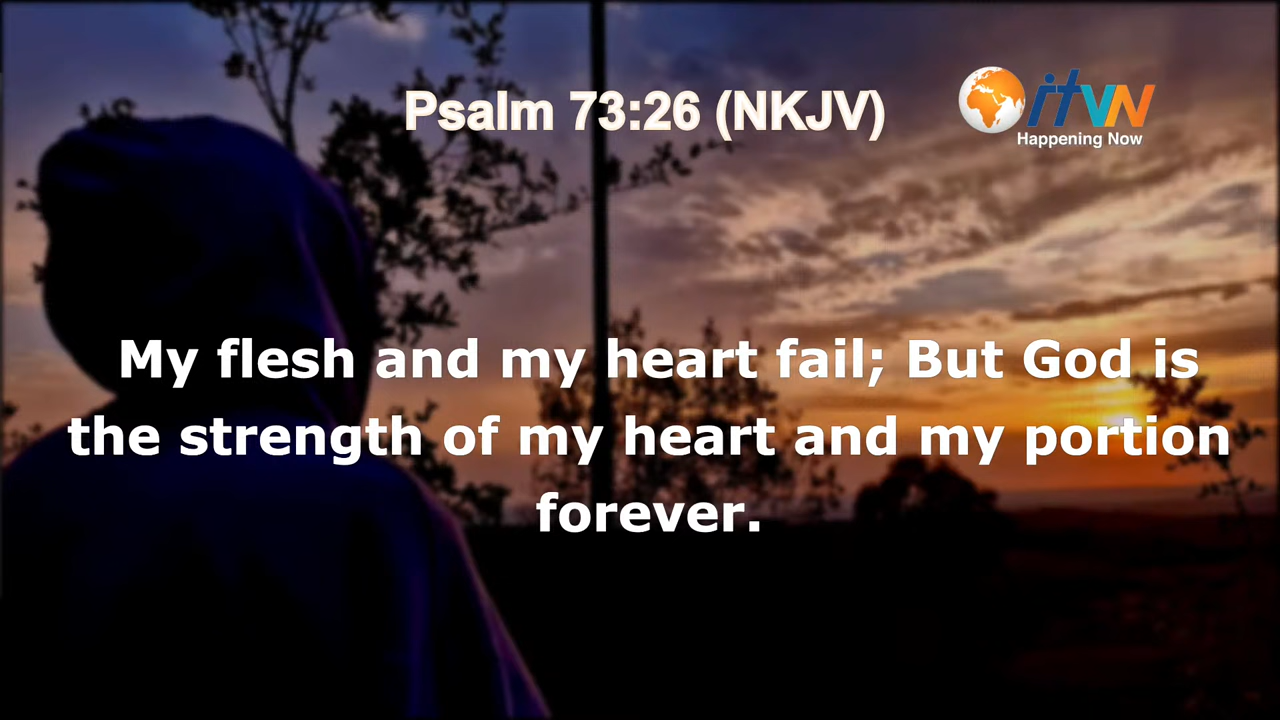 Psalm 73:26 (NKJV)
itvn
Happening Now
My flesh and my heart fail; But God is
the strength of my heart and my portion
forever.